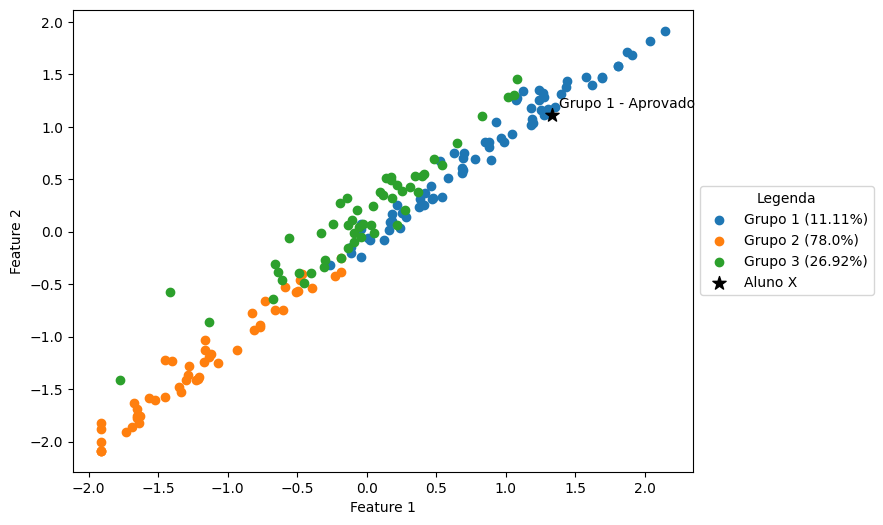 2.0
1.5
1.0
0.5
0.0
−0.5
−1.0
−1.5
−2.0
Feature 2
Grupo 1 - Aprovado
Legenda
Grupo 1 (11.11%)
Grupo 2 (78.0%)
Grupo 3 (26.92%)
Aluno X
−2.0 −1.5 −1.0 −0.5 0.0 0.5 1.0 1.5 2.0
Feature 1